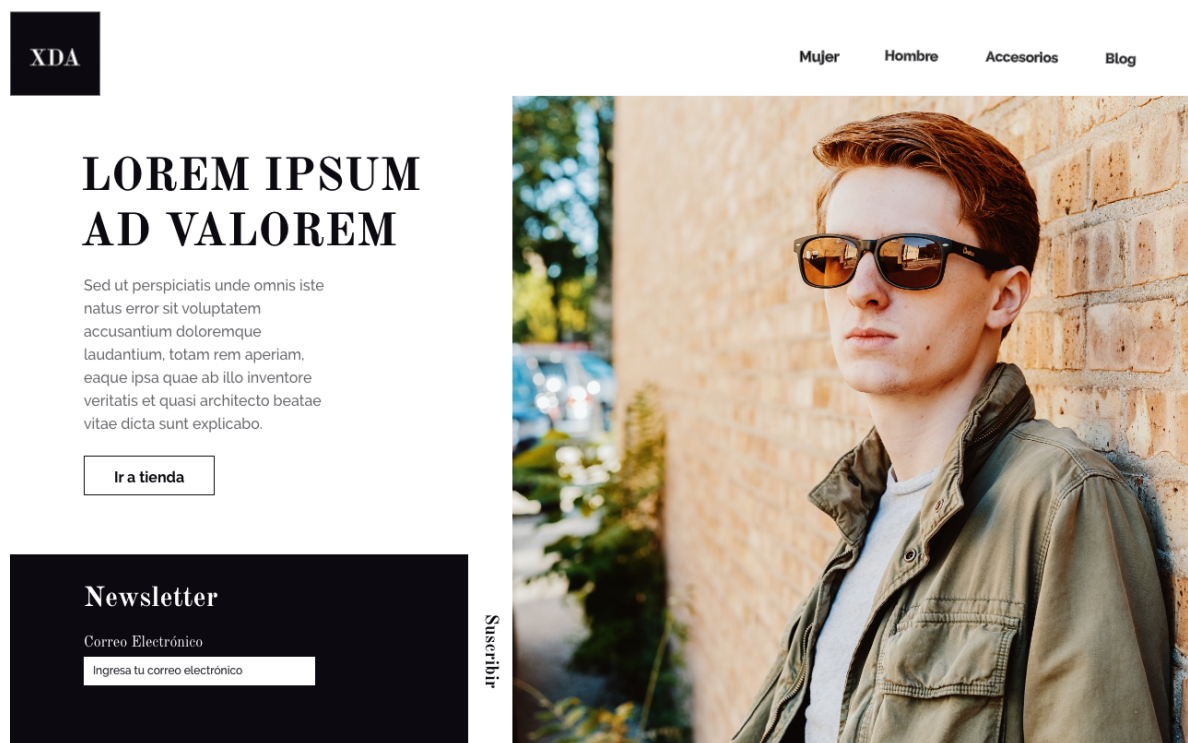 XDA
Mujer
Hombre
Accesorios
Blog
LOREM IPSUM
AD VALOREM
Sed ut perspiciatis unde omnis iste
natus error sit voluptatem
accusantium doloremque
laudantium, totam rem aperiam,
eaque ipsa quae ab illo inventore
veritatis et quasi architecto beatae
vitae dicta sunt explicabo.
Ir a tienda
Newsletter
Correo Electrónico
Ingresa tu correo electrónico
Suscribir